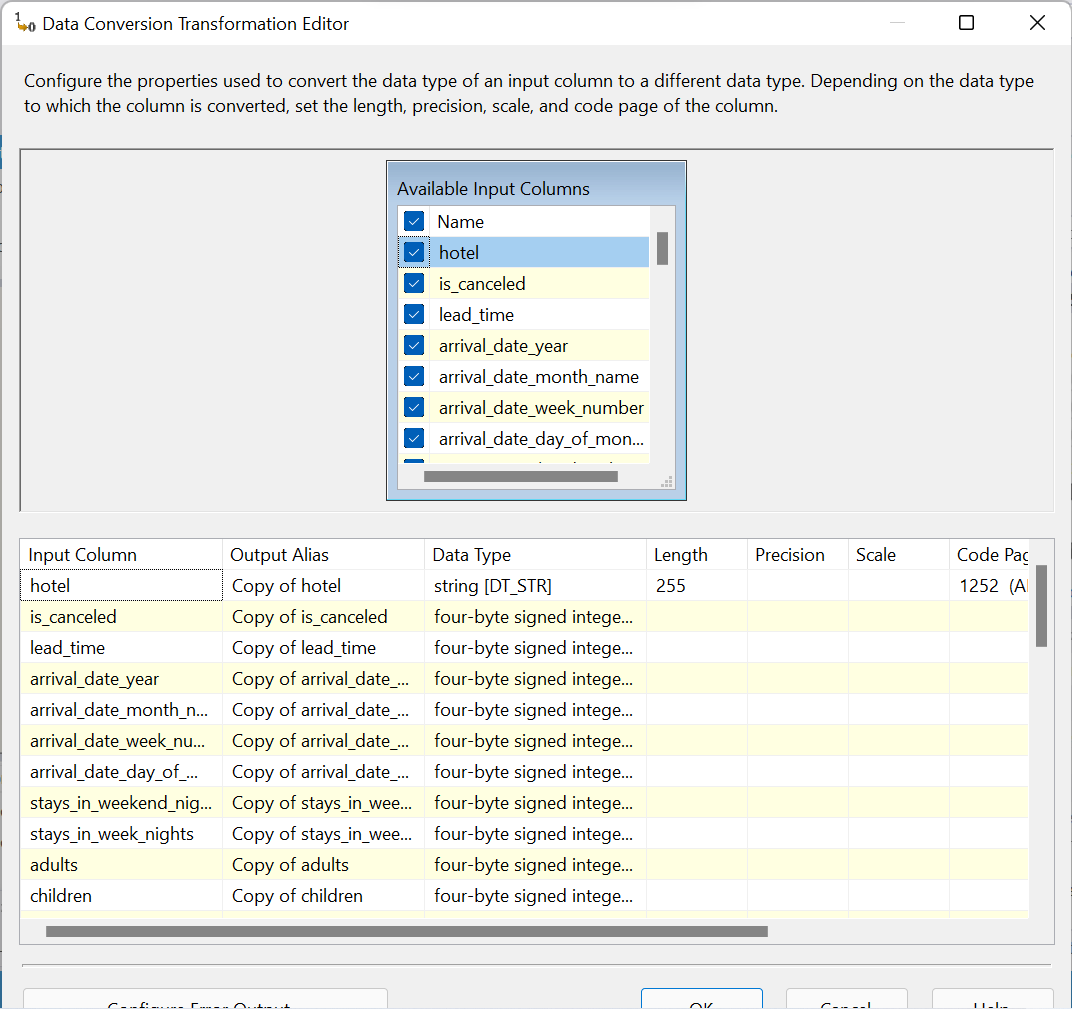 Data Conversion Transformation Editor
Configure the properties used to convert the data type of an input column to a different data type. Depending on the data type
to which the column is converted, set the length, precision, scale, and code page of the column.
Available Input Columns
Name
hotel
is_canceled
lead_time
arrival_date_year
arrival_date_month_name
arrival_date_week_number
arrival_date_day_of_mon...
Input Column Output Alias Data Type Length Precision Scale Code Pag
hotel Copy of hotel string [DT_STR] 255 1252 (A
is_canceled Copy of is_canceled four-byte signed intege...
lead_time Copy of lead_time four-byte signed intege...
arrival_date_year Copy of arrival_date_... four-byte signed intege...
arrival_date_month_n... Copy of arrival_date_... four-byte signed intege...
arrival_date_week_nu... Copy of arrival_date_... four-byte signed intege...
arrival_date_day_of_... Copy of arrival_date_... four-byte signed intege...
stays_in_weekend_nig... Copy of stays_in_wee... four-byte signed intege...
stays_in_week_nights Copy of stays_in_wee... four-byte signed intege...
adults Copy of adults four-byte signed intege...
children Copy of children four-byte signed intege...
Configure Error Output... OK Cancel Help